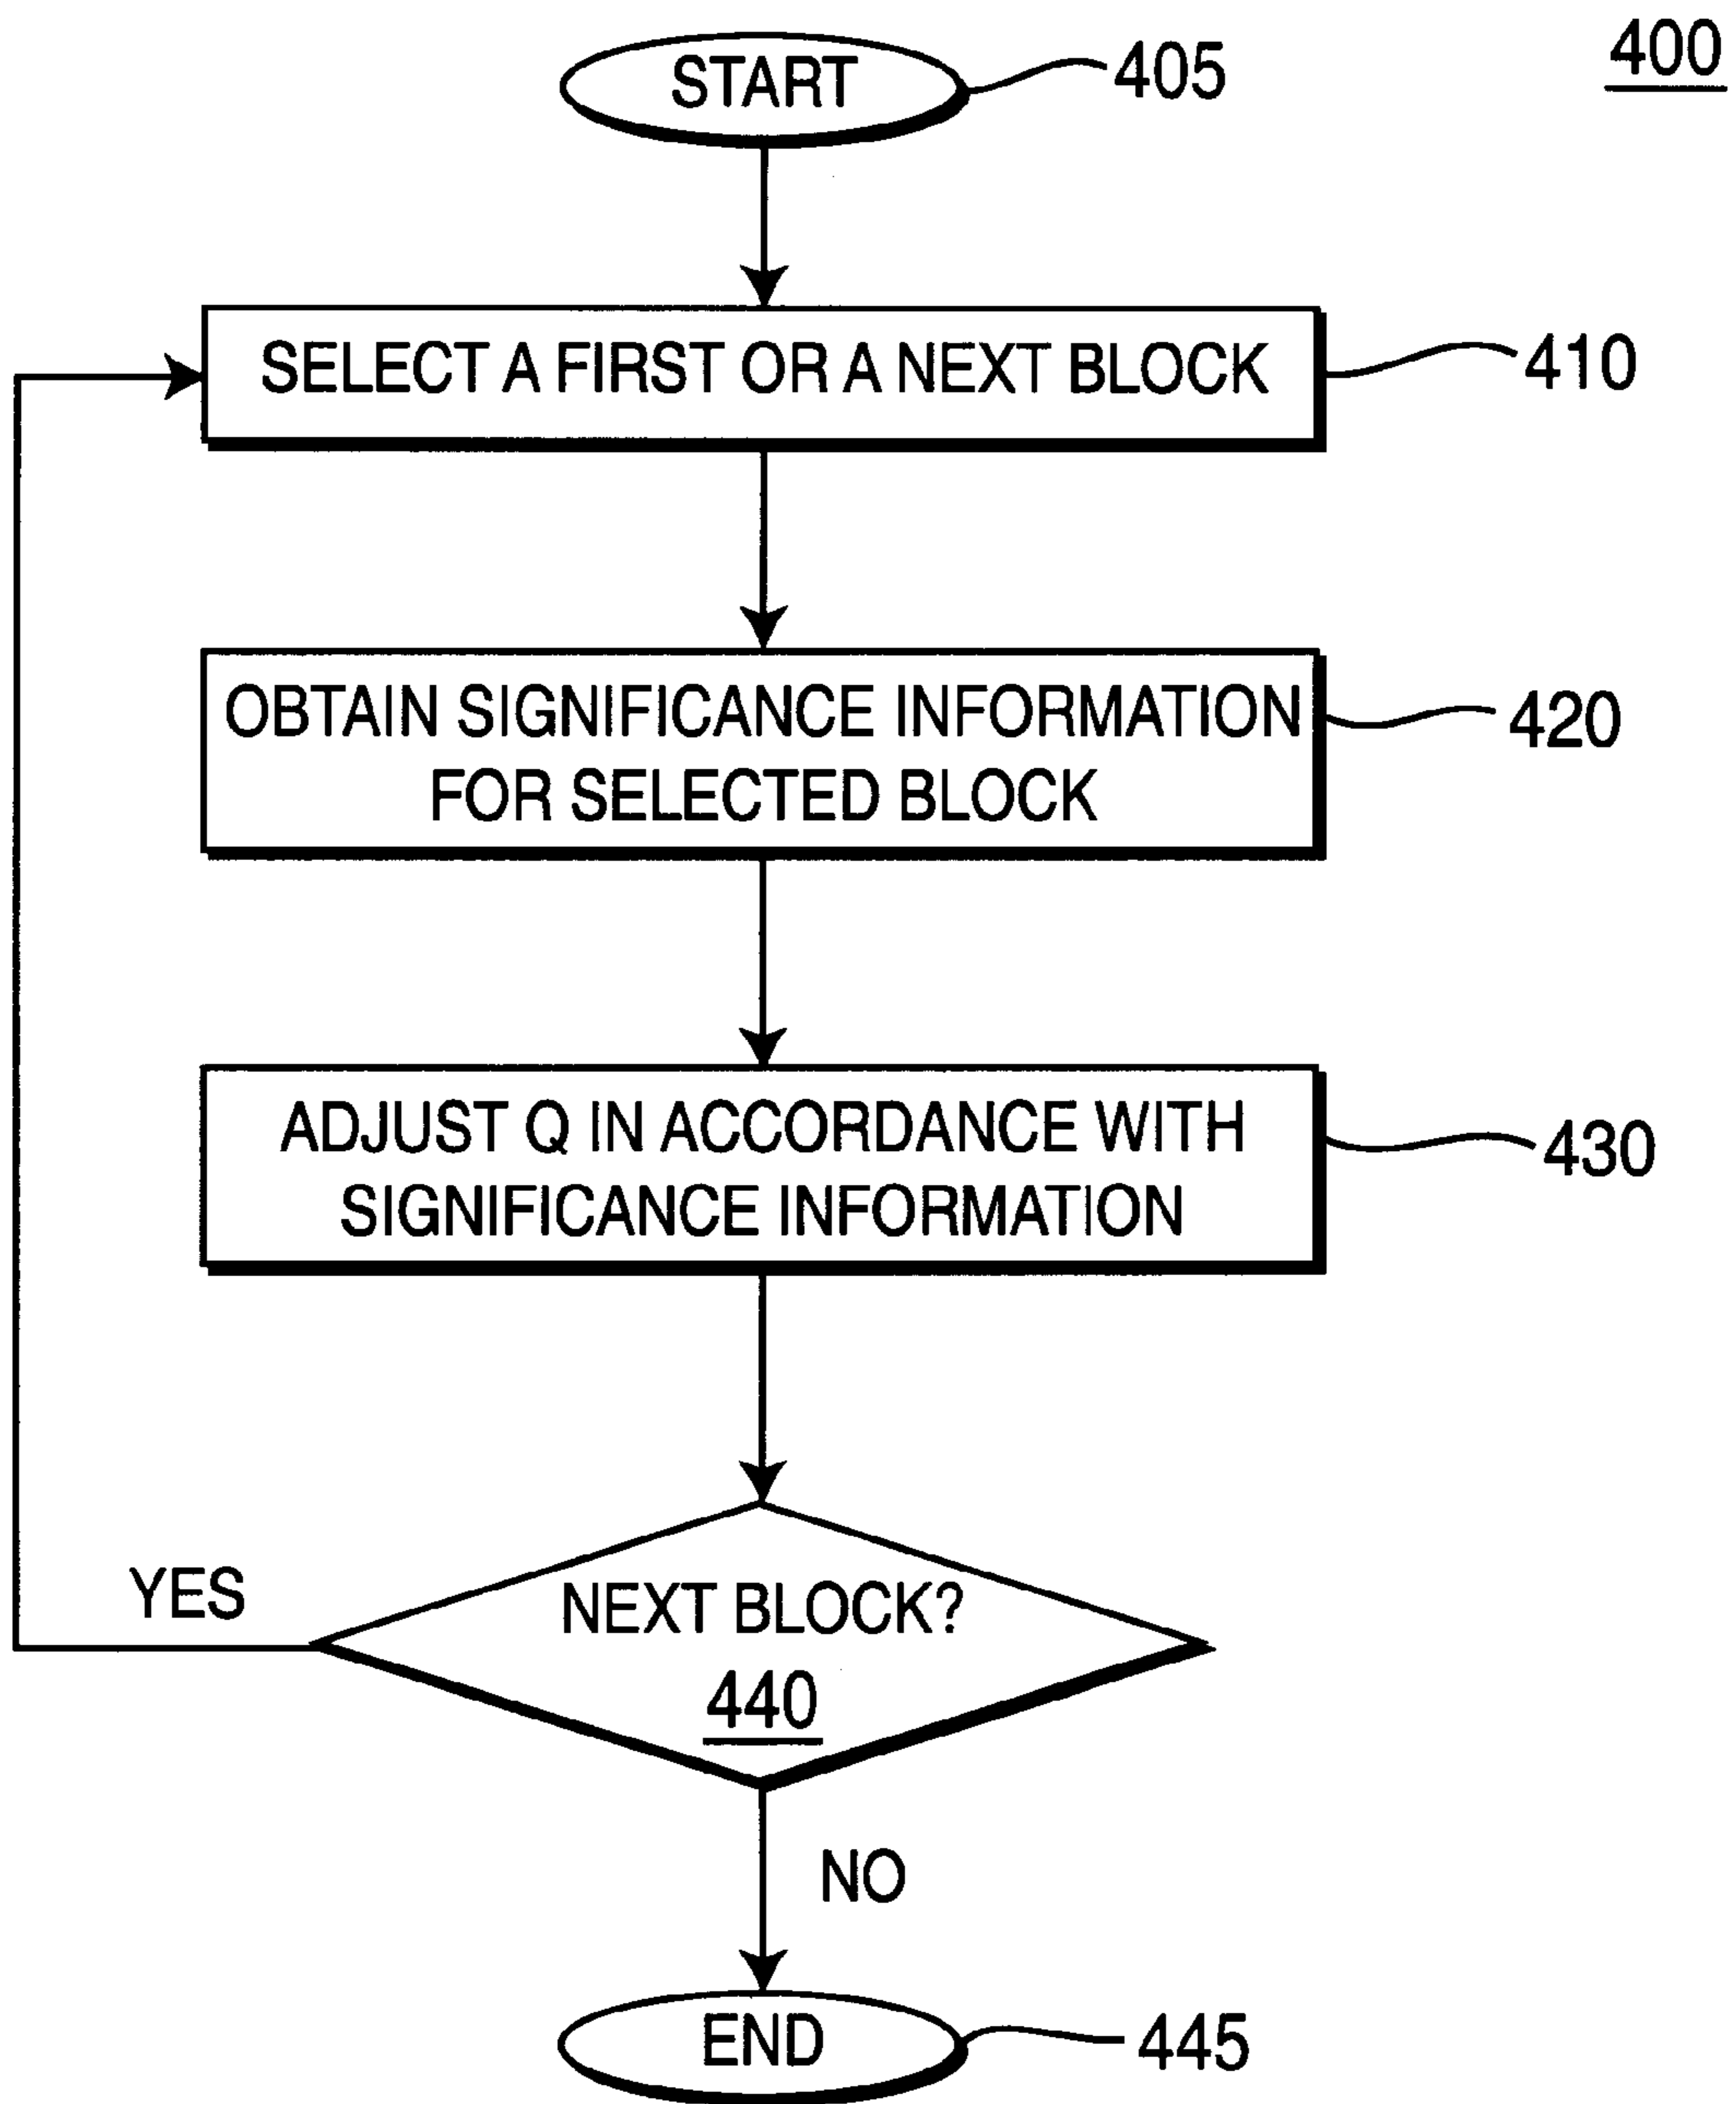 400
START
405
SELECT A FIRST OR A NEXT BLOCK
410
OBTAIN SIGNIFICANCE INFORMATION
FOR SELECTED BLOCK
420
ADJUST Q IN ACCORDANCE WITH
SIGNIFICANCE INFORMATION
430
YES
NEXT BLOCK?
440
NO
END
445